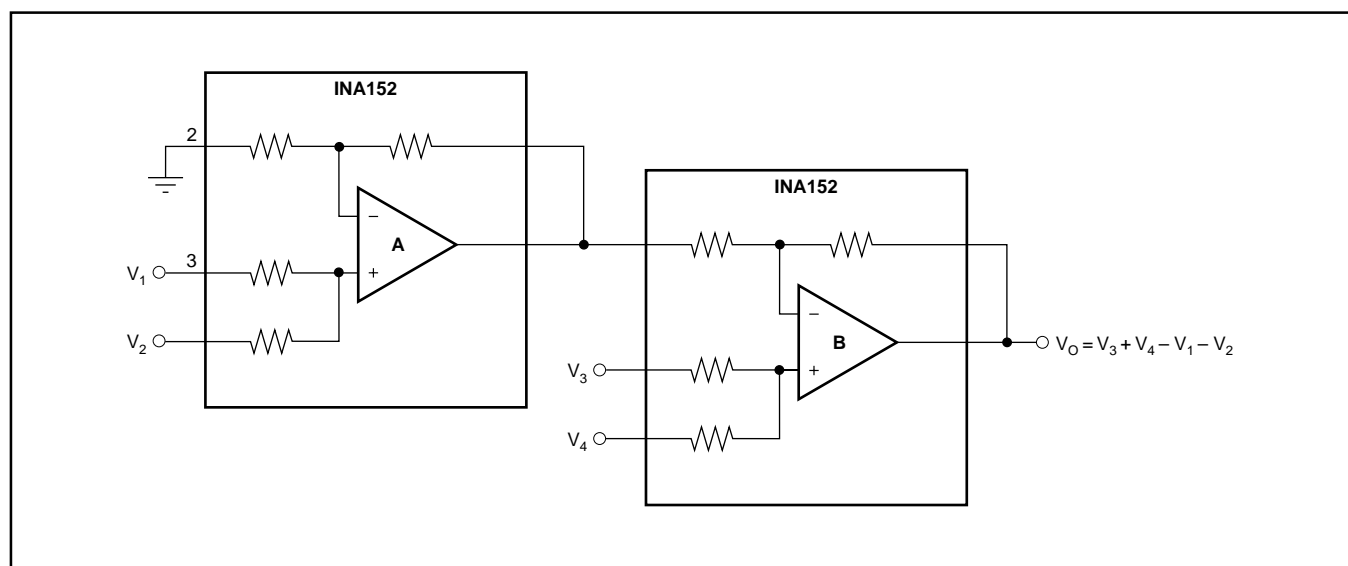 INA152
2
−
A
3
+
V1
V2
INA152
−
B
V3
+
V4
VO = V3 + V4 – V1 – V2